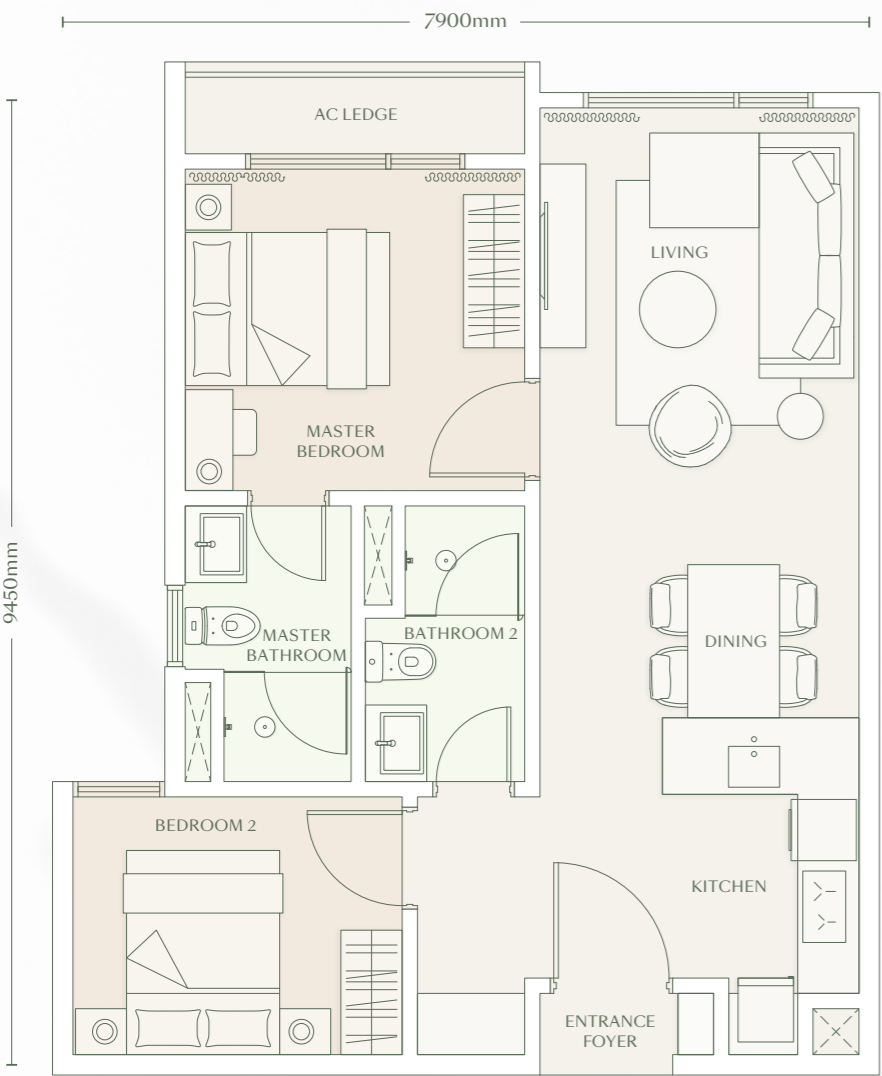 7900mm
AC LEDGE
LIVING
MASTER
BEDROOM
9450mm
MASTER
BATHROOM
BATHROOM 2
DINING
BEDROOM 2
KITCHEN
ENTRANCE
FOYER